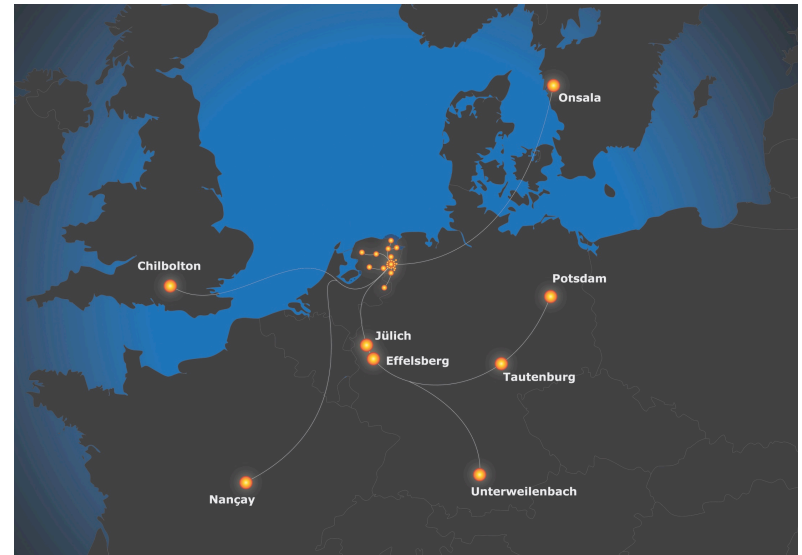 Onsala
Chilbolton
Potsdam
Jülich
Effelsberg
Tautenburg
Unterweilenbach
Nançay